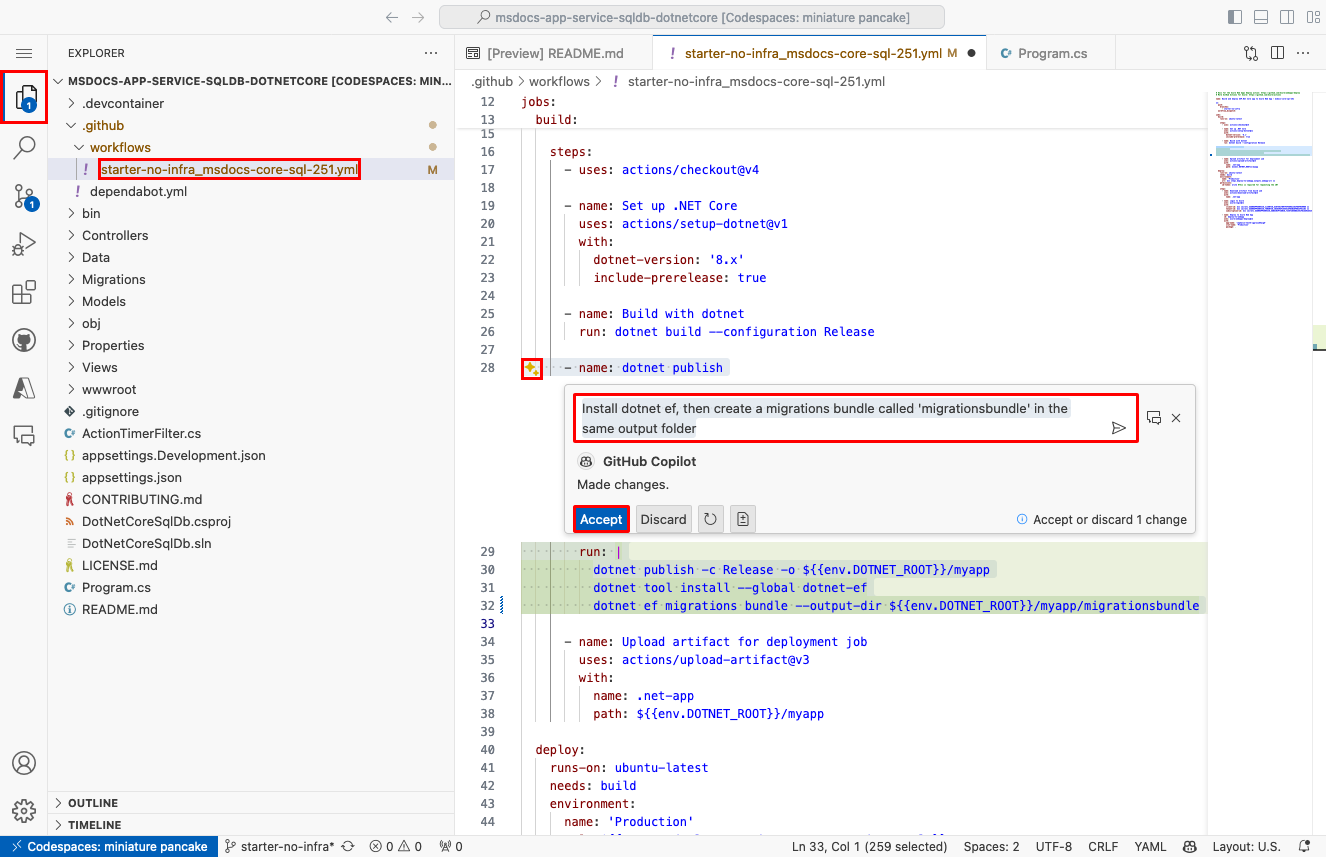 msdocs-app-service-sqldb-dotnetcore [Codespaces: miniature pancake]
EXPLORER
MSDOCS-APP-SERVICE-SQLDB-DOTNETCORE [CODESPACES: MIN...
.devcontainer
.github
workflows
starter-no-infra_msdocs-core-sql-251.yml M
dependabot.yml
bin
Controllers
Data
Migrations
Models
obj
Properties
Views
wwwroot
.gitignore
ActionTimerFilter.cs
appsettings.Development.json
appsettings.json
CONTRIBUTING.md
DotNetCoreSqlDb.csproj
DotNetCoreSqlDb.sln
LICENSE.md
Program.cs
README.md
OUTLINE
TIMELINE
1
1
[Preview] README.md
starter-no-infra_msdocs-core-sql-251.yml M
Program.cs
.github > workflows > ! starter-no-infra_msdocs-core-sql-251.yml
12 jobs:
13 build:
15
16 steps:
17 - uses: actions/checkout@v4
18
19 - name: Set up .NET Core
20 uses: actions/setup-dotnet@v1
21 with:
22 dotnet-version: '8.x'
23 include-prerelease: true
24
25 - name: Build with dotnet
26 run: dotnet build --configuration Release
27
28 - name: dotnet publish
Install dotnet ef, then create a migrations bundle called 'migrationsbundle' in the
same output folder
GitHub Copilot
Made changes.
Accept
Discard
Accept or discard 1 change
29 run: |
30 dotnet publish -c Release -o ${{env.DOTNET_ROOT}}/myapp
31 dotnet tool install --global dotnet-ef
32 dotnet ef migrations bundle --output-dir ${{env.DOTNET_ROOT}}/myapp/migrationsbundle
33
34 - name: Upload artifact for deployment job
35 uses: actions/upload-artifact@v3
36 with:
37 name: .net-app
38 path: ${{env.DOTNET_ROOT}}/myapp
39
40 deploy:
41 runs-on: ubuntu-latest
42 needs: build
43 environment:
44 name: 'Production'
Codespaces: miniature pancake
starter-no-infra*
0 0
0
Ln 33, Col 1 (259 selected)
Spaces: 2
UTF-8
CRLF
YAML
Layout: U.S.